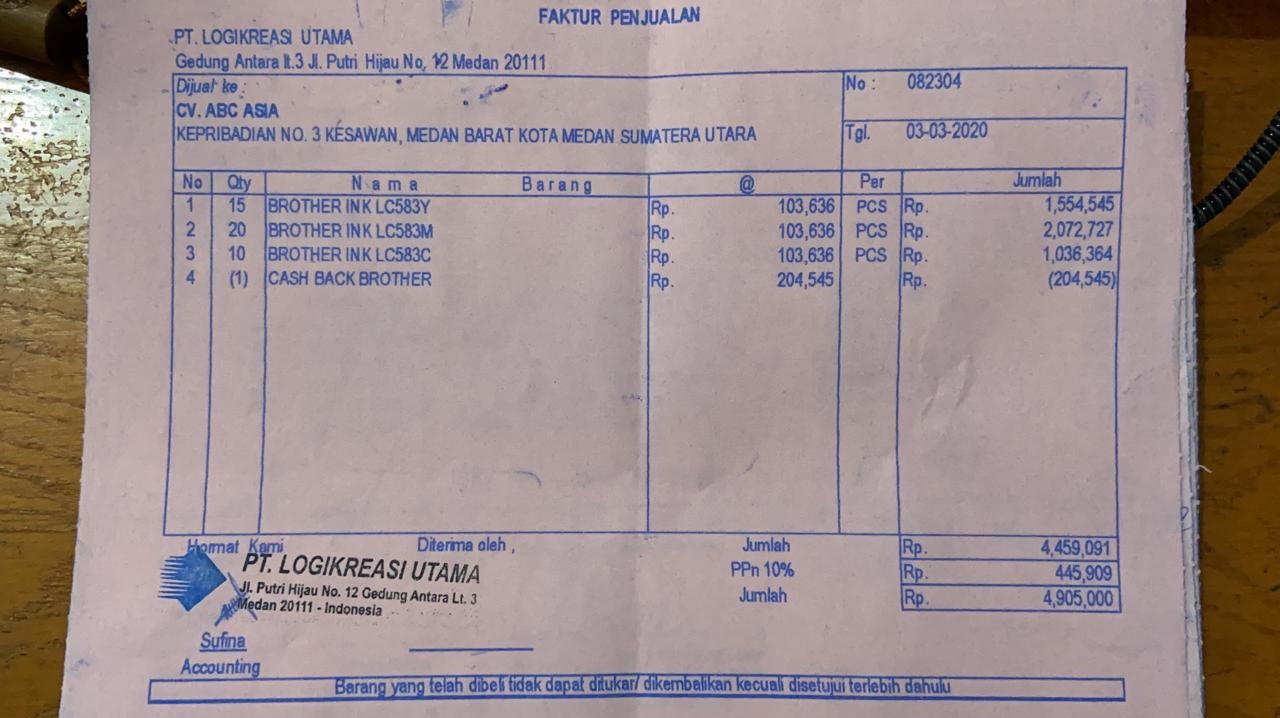 FAKTUR PENJUALAN
PT. LOGIKREASI UTAMA
Gedung Antara lt.3 Jl. Putri Hijau No, 12 Medan 20111
Dijual ke :
No : 082304
CV. ABC ASIA
KEPRIBADIAN NO. 3 KESAWAN, MEDAN BARAT KOTA MEDAN SUMATERA UTARA
Tgl. 03-03-2020
No Qty Nama Barang @ Per Jumlah
1 15 BROTHER INK LC583Y Rp. 103,636 PCS Rp. 1,554,545
2 20 BROTHER INK LC583M Rp. 103,636 PCS Rp. 2,072,727
3 10 BROTHER INK LC583C Rp. 103,636 PCS Rp. 1,036,364
4 (1) CASH BACK BROTHER Rp. 204,545 Rp. (204,545)
Hormat Kami Diterima oleh , Jumlah Rp. 4,459,091
PPn 10% Rp. 445,909
Jumlah Rp. 4,905,000
PT. LOGIKREASI UTAMA
Jl. Putri Hijau No. 12 Gedung Antara Lt. 3
Medan 20111 - Indonesia
Sufina
Accounting
Barang yang telah dibeli tidak dapat ditukar/ dikembalikan kecuali disetujui terlebih dahulu